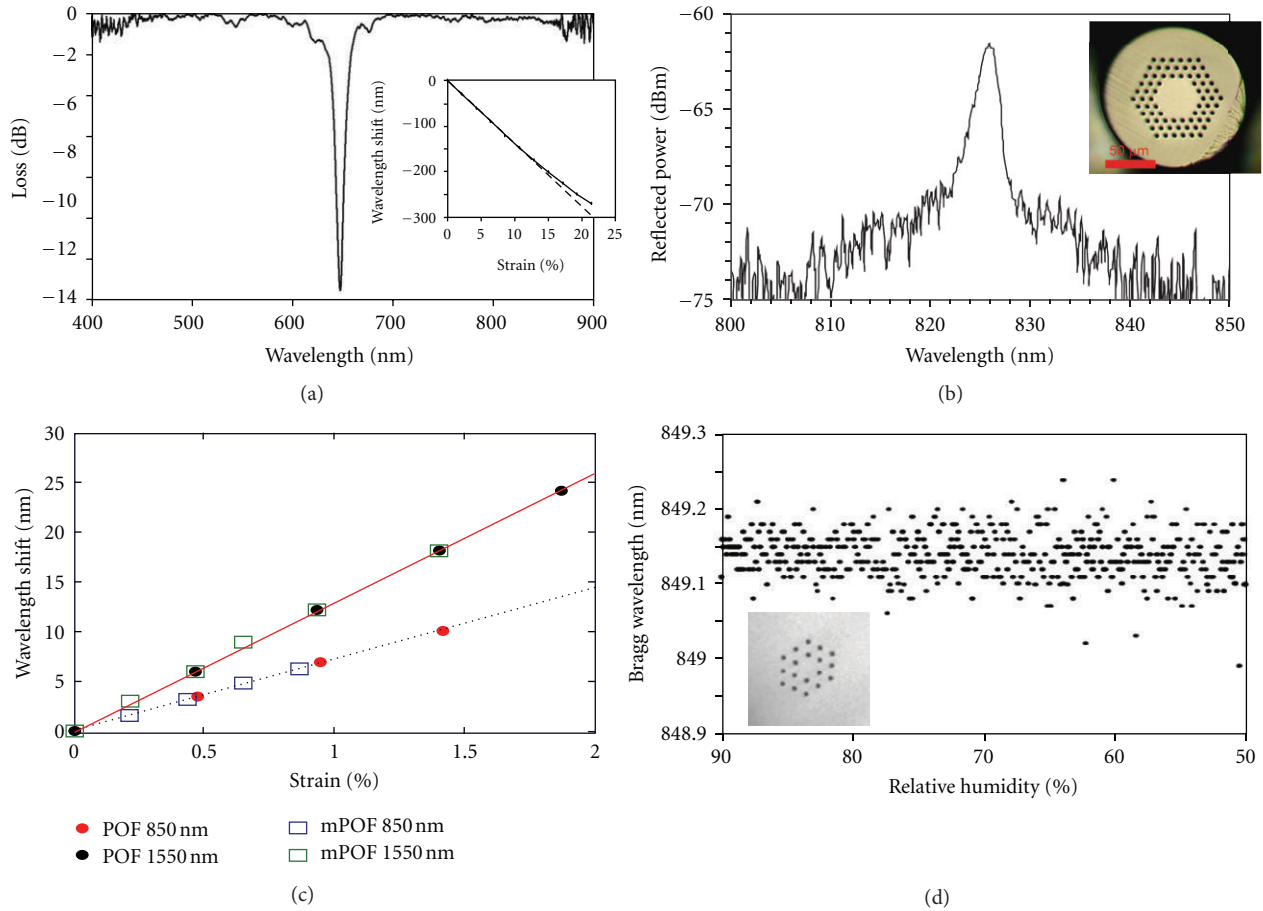 0
−2
−4
−6
−8
−10
−12
−14
Loss (dB)
400
500
600
700
800
900
Wavelength (nm)
0
−100
−200
−300
Wavelength shift (nm)
0
5
10
15
20
25
Strain (%)
(a)
−60
−65
−70
−75
Reflected power (dBm)
800
810
820
830
840
850
Wavelength (nm)
50 μm
(b)
30
25
20
15
10
5
0
Wavelength shift (nm)
0
0.5
1
1.5
2
Strain (%)
POF 850 nm
POF 1550 nm
mPOF 850 nm
mPOF 1550 nm
(c)
849.3
849.2
849.1
849
848.9
Bragg wavelength (nm)
90
80
70
60
50
Relative humidity (%)
(d)